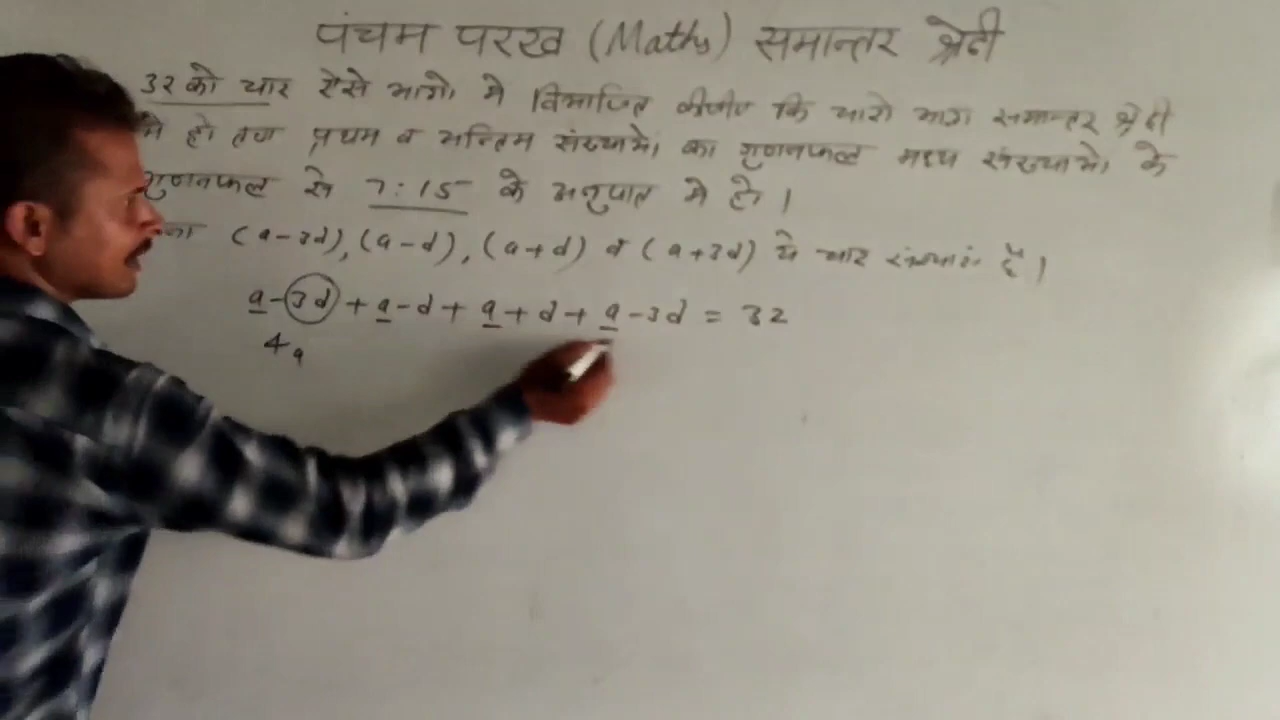 पंचम परख (Maths) समान्तर श्रेढी
32 को चार ऐसे भागो मे विभाजित कीजीए कि चारो भाग समान्तर श्रेढी
मे हो तथा प्रथम व अन्तिम संख्याओ का गुणनफल मध्य संख्याओ के
गुणनफल से 7:15 के अनुपात मे हो।
(a-3d), (a-d), (a+d) व (a+3d) ये चार संख्याएं है।
a-3d + a-d + a+d + a-3d = 32
4a